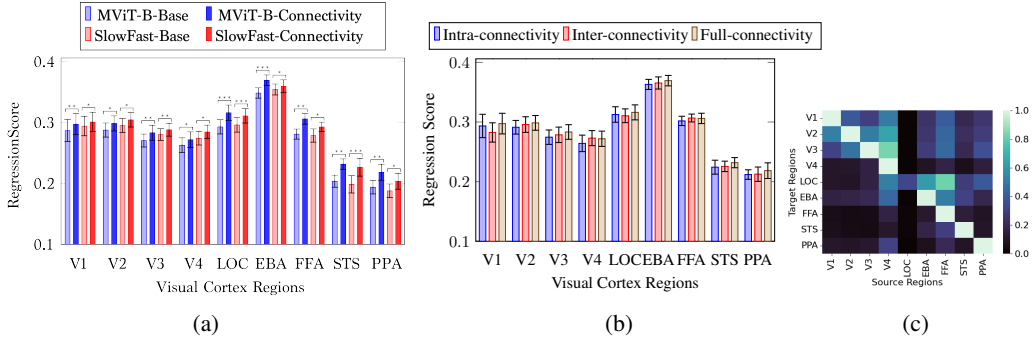 MViT-B-Base MViT-B-Connectivity
SlowFast-Base SlowFast-Connectivity
0.4
0.3
0.2
0.1
Regression Score
** * ** * ** ** * * *** *** *** * ** * ** *** ** *
V1 V2 V3 V4 LOC EBA FFA STS PPA
Visual Cortex Regions
(a)
Intra-connectivity Inter-connectivity Full-connectivity
0.4
0.3
0.2
0.1
Regression Score
V1 V2 V3 V4 LOC EBA FFA STS PPA
Visual Cortex Regions
(b)
Target Regions
V1
V2
V3
V4
LOC
EBA
FFA
STS
PPA
V1 V2 V3 V4 LOC EBA FFA STS PPA
Source Regions
1.0
0.8
0.6
0.4
0.2
0.0
(c)